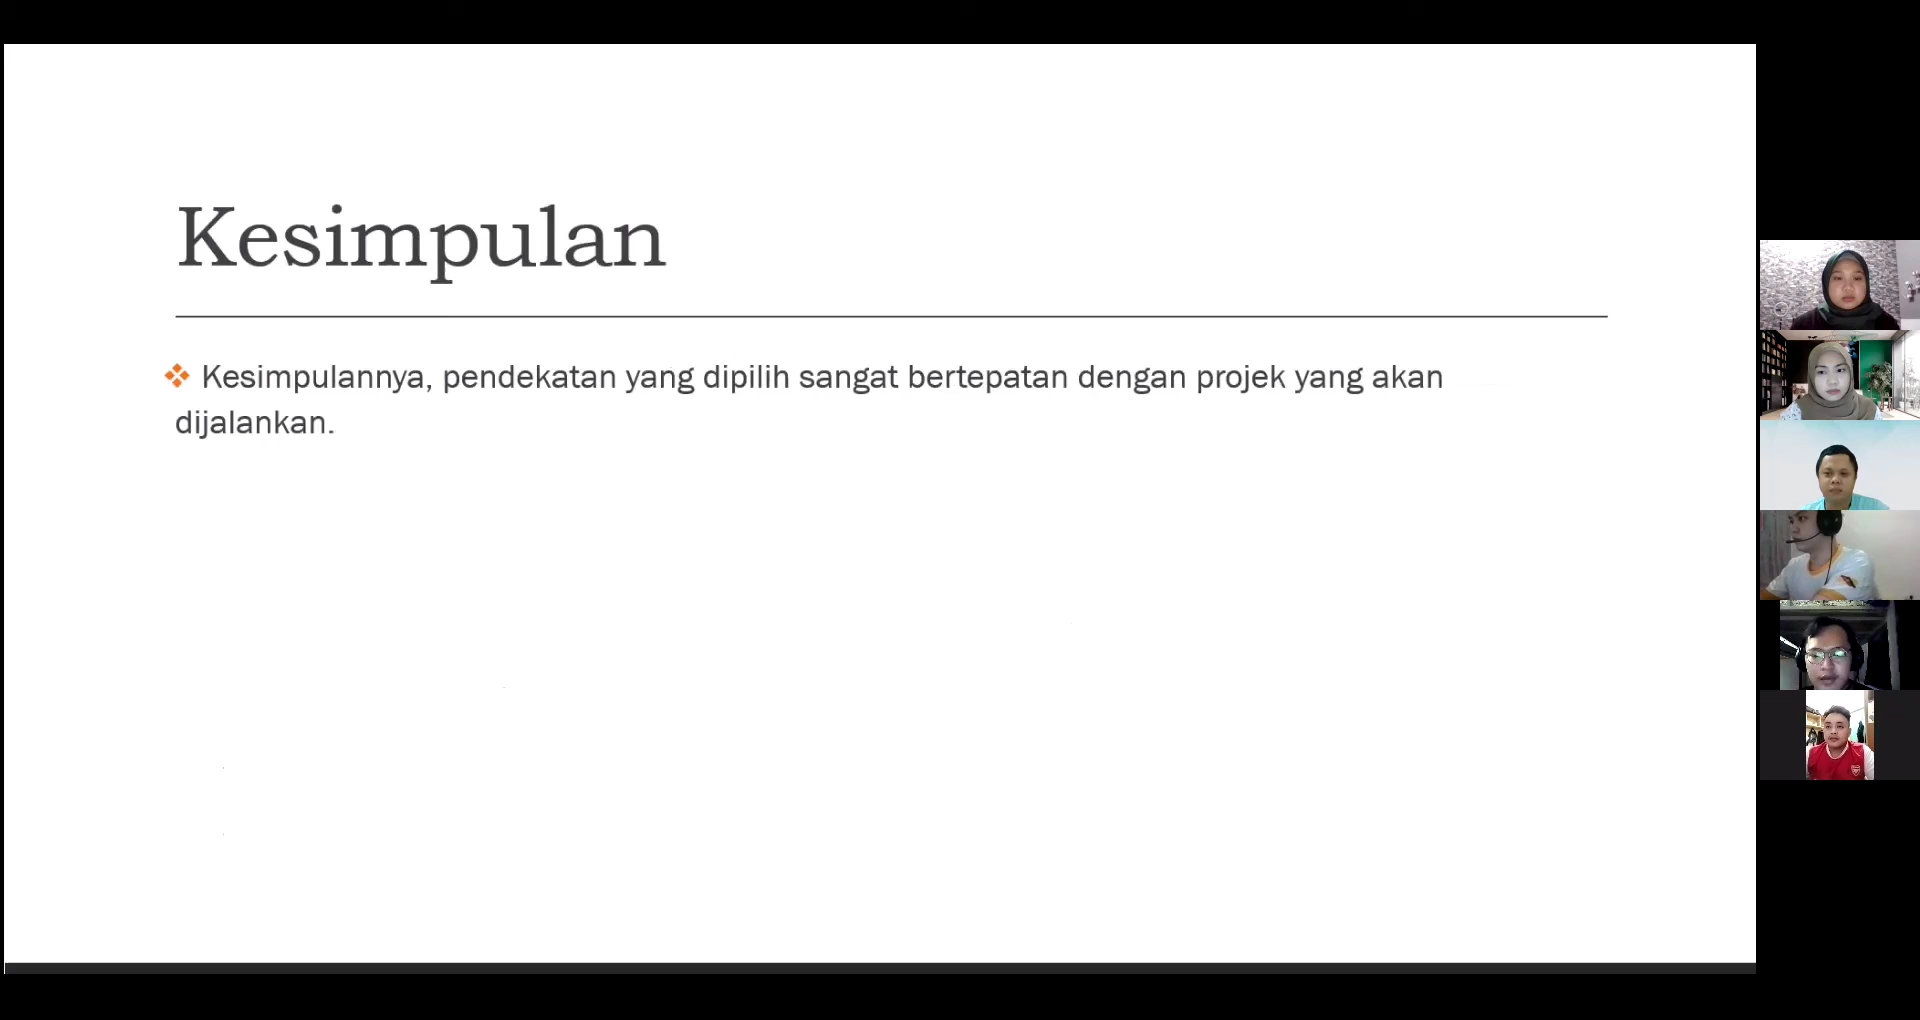 Kesimpulan
Kesimpulannya, pendekatan yang dipilih sangat bertepatan dengan projek yang akan
dijalankan.